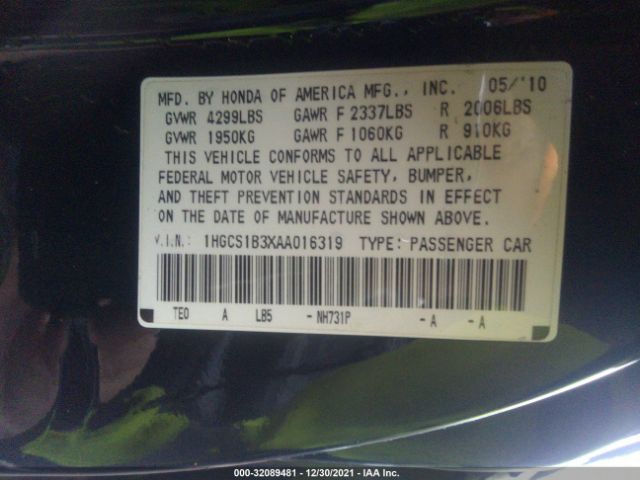 MFD. BY HONDA OF AMERICA MFG., INC. 05/'10
GVWR 4299LBS GAWR F 2337LBS R 2006LBS
GVWR 1950KG GAWR F 1060KG R 910KG
THIS VEHICLE CONFORMS TO ALL APPLICABLE
FEDERAL MOTOR VEHICLE SAFETY, BUMPER,
AND THEFT PREVENTION STANDARDS IN EFFECT
ON THE DATE OF MANUFACTURE SHOWN ABOVE.
V.I.N.: 1HGCS1B3XAA016319 TYPE: PASSENGER CAR
TE0 A LB5 -NH731P -A -A
000-32089481 - 12/30/2021 - IAA Inc.